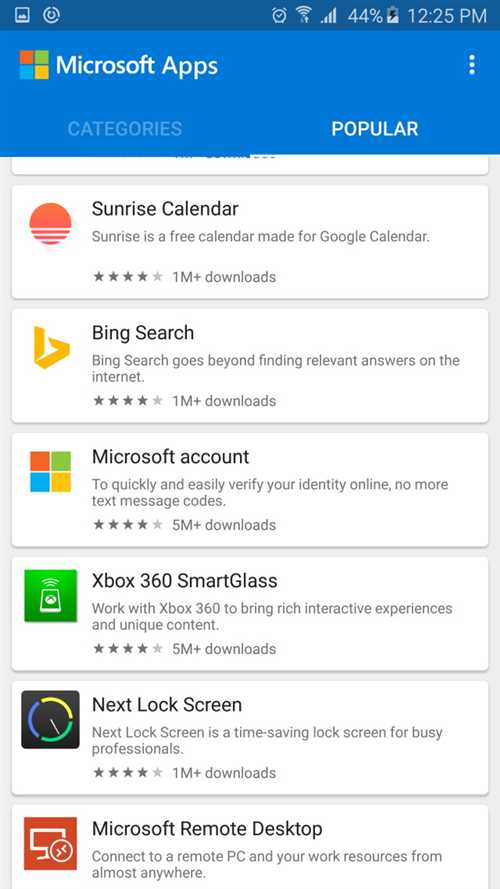 44% 12:25 PM
Microsoft Apps
CATEGORIES POPULAR
Sunrise Calendar
Sunrise is a free calendar made for Google Calendar.
1M+ downloads
Bing Search
Bing Search goes beyond finding relevant answers on the
internet.
1M+ downloads
Microsoft account
To quickly and easily verify your identity online, no more
text message codes.
5M+ downloads
Xbox 360 SmartGlass
Work with Xbox 360 to bring rich interactive experiences
and unique content.
5M+ downloads
Next Lock Screen
Next Lock Screen is a time-saving lock screen for busy
professionals.
1M+ downloads
Microsoft Remote Desktop
Connect to a remote PC and your work resources from
almost anywhere.